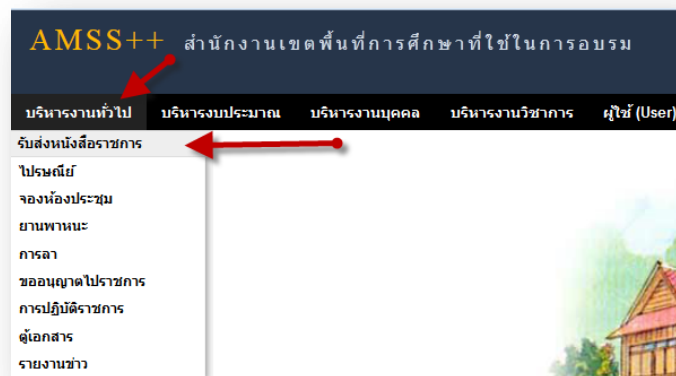 AMSS++ สำนักงานเขตพื้นที่การศึกษาที่ใช้ในการอบรม
บริหารงานทั่วไป บริหารงบประมาณ บริหารงานบุคคล บริหารงานวิชาการ ผู้ใช้ (User)
รับส่งหนังสือราชการ
ไปรษณีย์
จองห้องประชุม
ยานพาหนะ
การลา
ขออนุญาตไปราชการ
การปฏิบัติราชการ
ตู้เอกสาร
รายงานข่าว